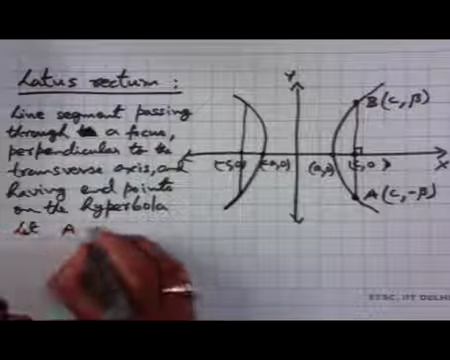 Latus rectum :
Line segment passing
through a focus,
perpendicular to the
transverse axis, and
having end points
on the hyperbola
Let A
Y
B (c, β)
(-c,0)
(-a,0)
(a,0)
(c,0)
X
A (c, -β)
ETSC, IIT DELHI